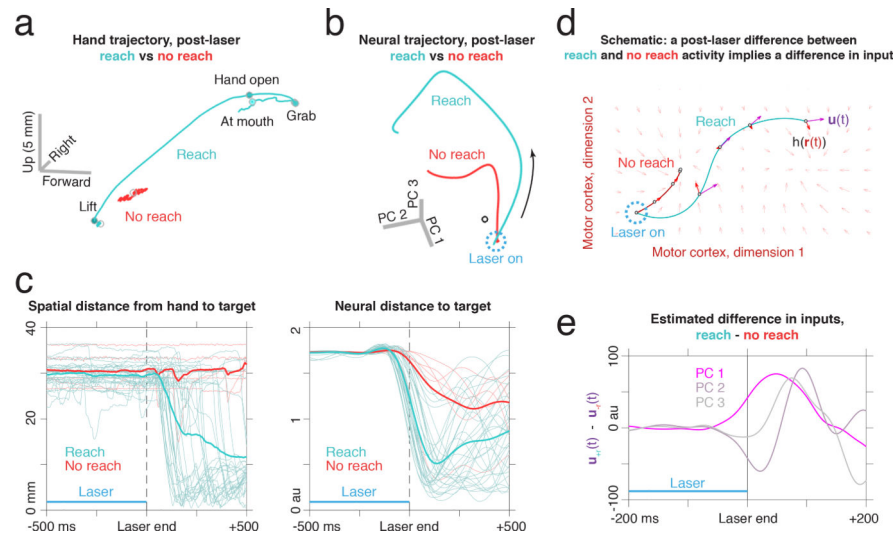 a
Hand trajectory, post-laser
reach vs no reach
Hand open
At mouth
Grab
Up (5 mm)
Right
Forward
Reach
Lift
No reach
b
Neural trajectory, post-laser
reach vs no reach
Reach
No reach
PC 3
PC 2
PC 1
Laser on
d
Schematic: a post-laser difference between
reach and no reach activity implies a difference in input
Motor cortex, dimension 2
Reach
u(t)
No reach
h(r(t))
Laser on
Motor cortex, dimension 1
c
Spatial distance from hand to target
40
30
0 mm
Reach
No reach
Laser
-500 ms
Laser end
+500
Neural distance to target
2
1
0 au
Reach
No reach
Laser
-500 ms
Laser end
+500
e
Estimated difference in inputs,
reach - no reach
100
au
-100
PC 1
PC 2
PC 3
Laser
-200 ms
Laser end
+200